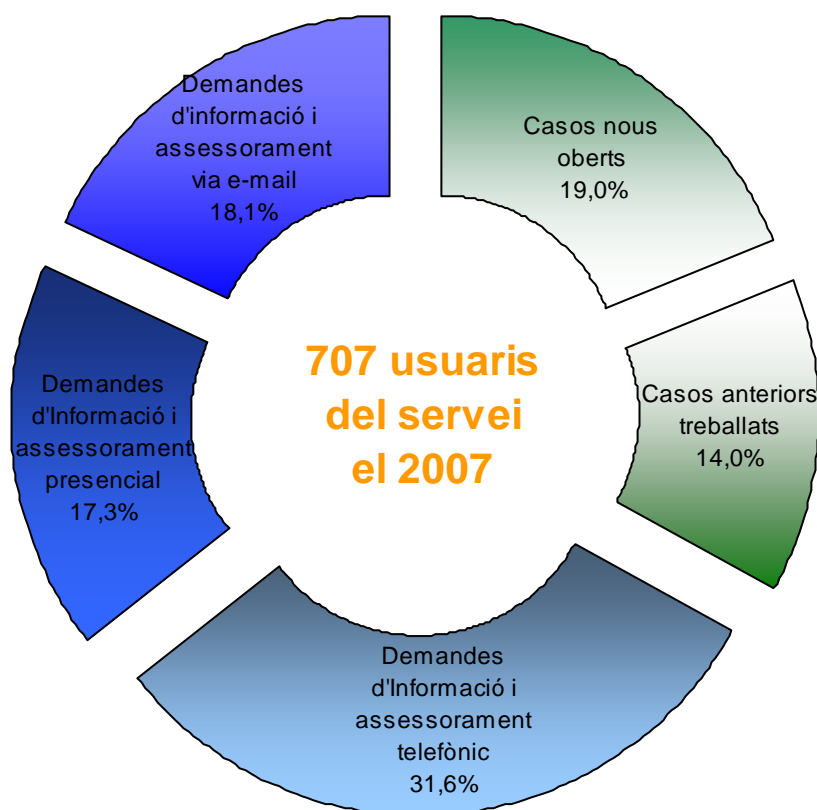 Demandes
d'informació i
assessorament
via e-mail
18,1%
Casos nous
oberts
19,0%
707 usuaris
del servei
el 2007
Demandes
d'Informació i
assessorament
presencial
17,3%
Casos anteriors
treballats
14,0%
Demandes
d'Informació i
assessorament
telefònic
31,6%